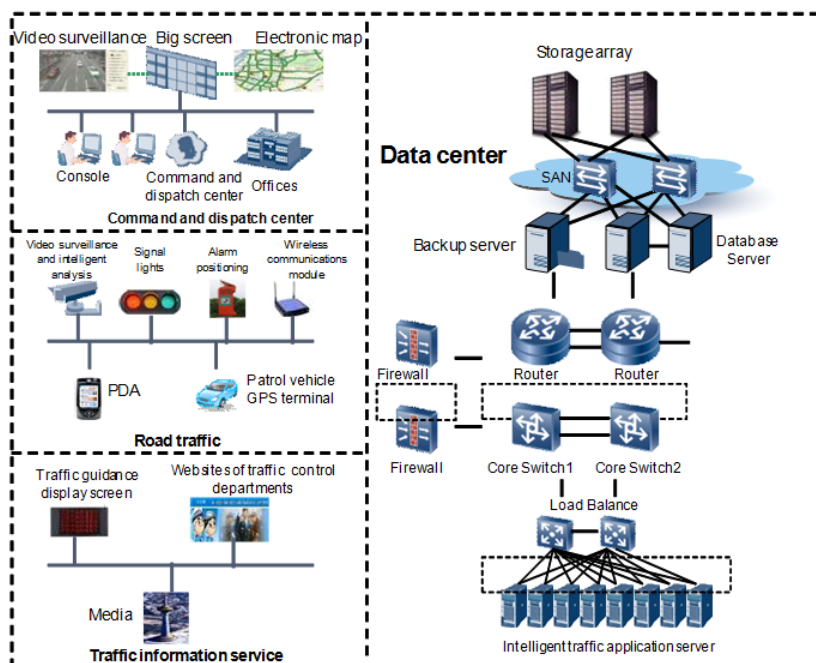 Video surveillance
Big screen
Electronic map
Console
Command and
dispatch center
Offices
Command and dispatch center
Video surveillance
and intelligent
analysis
Signal
lights
Alarm
positioning
Wireless
communications
module
PDA
Patrol vehicle
GPS terminal
Road traffic
Traffic guidance
display screen
Websites of traffic control
departments
Media
Traffic information service
Storage array
Data center
SAN
Backup server
Database
Server
Firewall
Router
Router
Firewall
Core Switch1
Core Switch2
Load Balance
Intelligent traffic application server